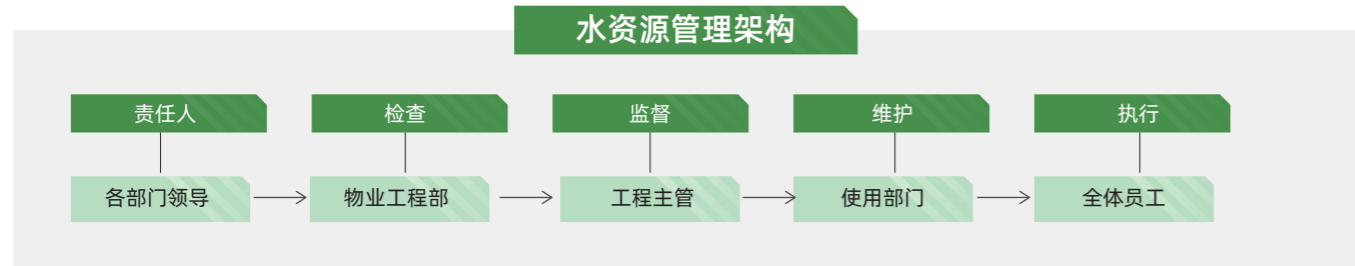 水资源管理架构
责任人
检查
监督
维护
执行
各部门领导
物业工程部
工程主管
使用部门
全体员工